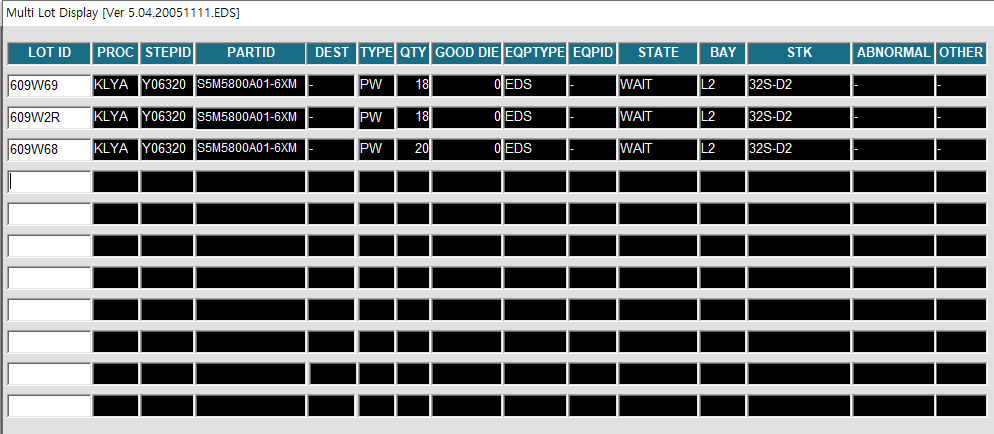 Multi Lot Display [Ver 5.04.20051111.EDS]
LOT ID PROC STEPID PARTID DEST TYPE QTY GOOD DIE EQPTYPE EQPID STATE BAY STK ABNORMAL OTHER
609W69 KLYA Y06320 S5M5800A01-6XM - PW 18 0 EDS - WAIT L2 32S-D2 - -
609W2R KLYA Y06320 S5M5800A01-6XM - PW 18 0 EDS - WAIT L2 32S-D2 - -
609W68 KLYA Y06320 S5M5800A01-6XM - PW 20 0 EDS - WAIT L2 32S-D2 - -